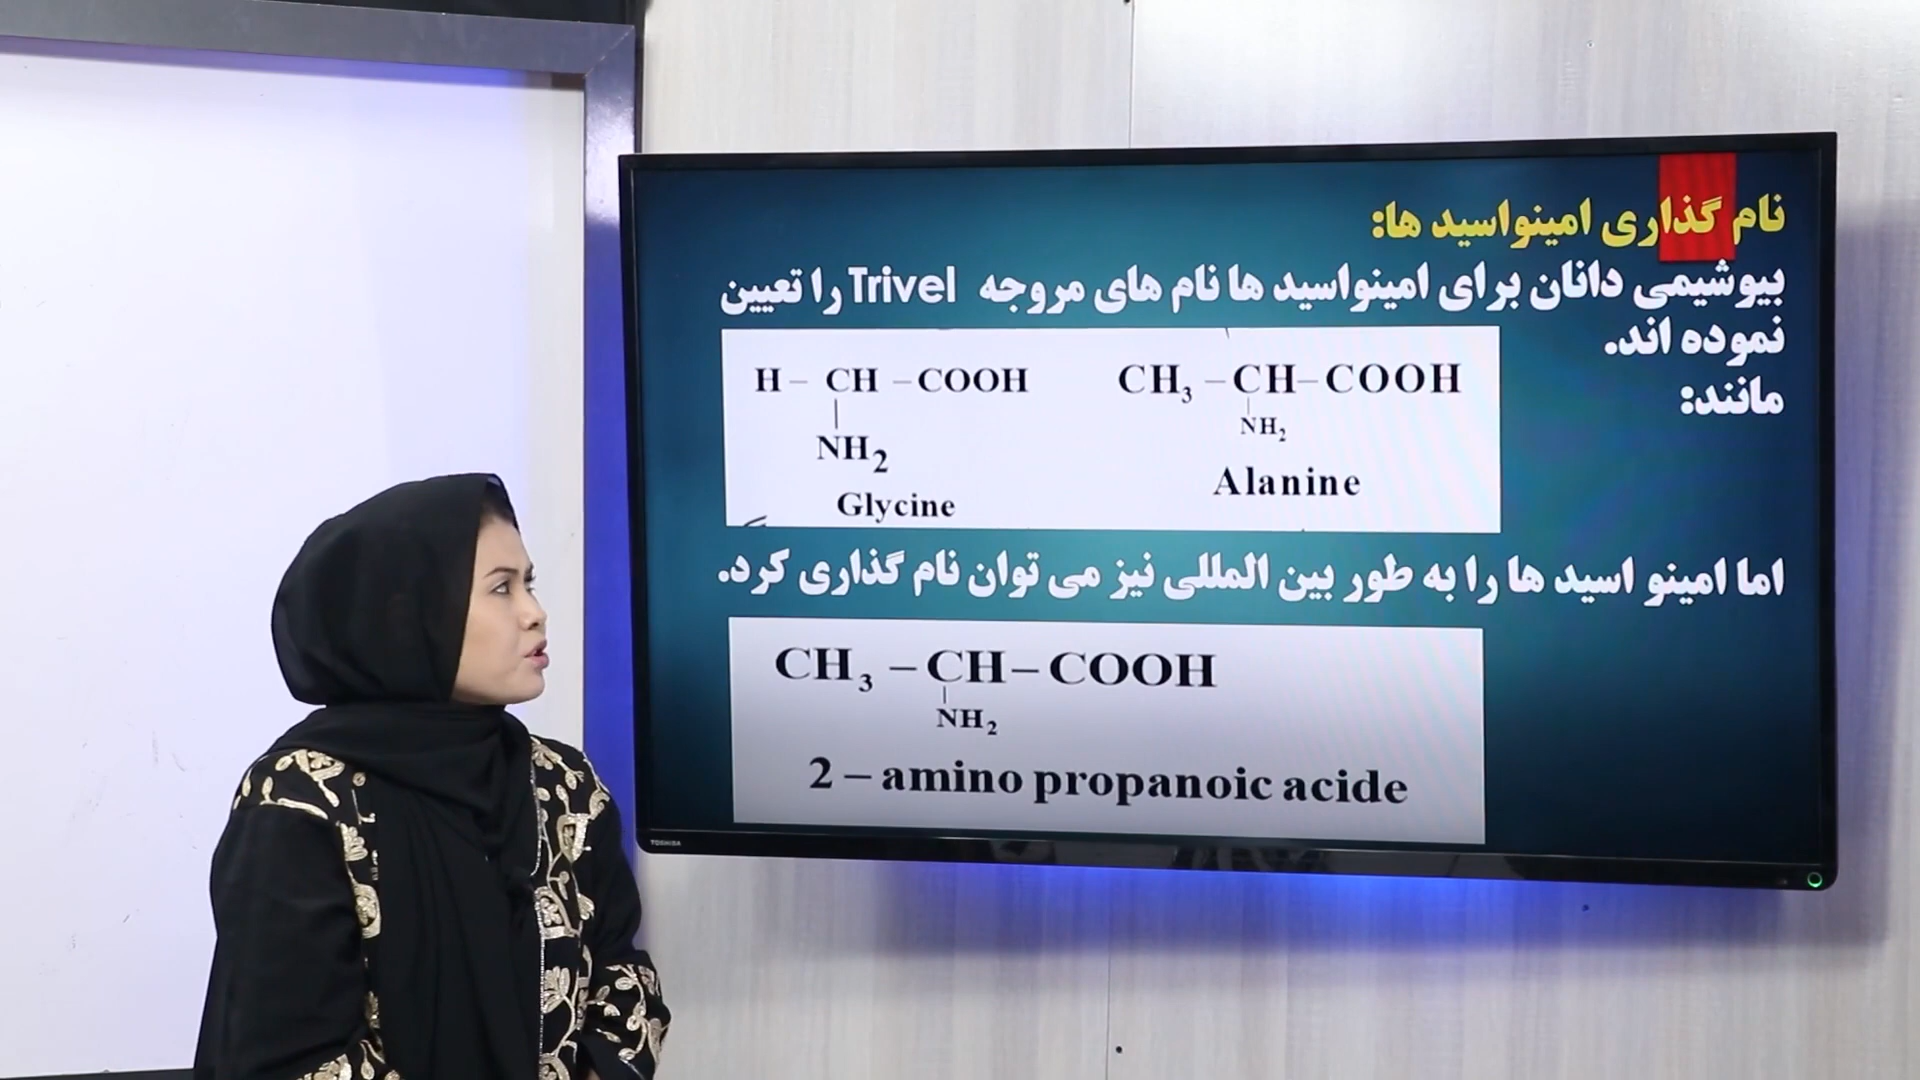 نام گذاری امینواسید ها:
بیوشیمی دانان برای امینواسید ها نام های مروجه Trivel را تعیین
نموده اند.
مانند:
H – CH – COOH
NH2
Glycine
CH3 – CH – COOH
NH2
Alanine
اما امینو اسید ها را به طور بین المللی نیز می توان نام گذاری کرد.
CH3 – CH – COOH
NH2
2 – amino propanoic acide
TOSHIBA